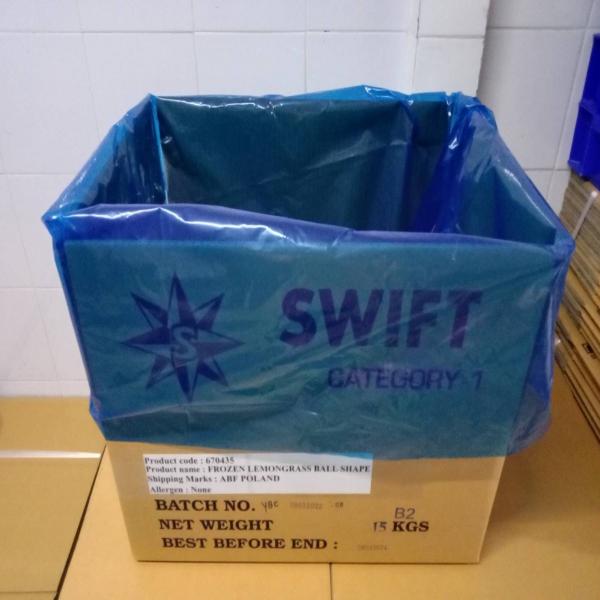 S
SWIFT
CATEGORY 1
Product code : 670435
Product name : FROZEN LEMONGRASS BALL SHAPE
Shipping Marks : ABF POLAND
Allergen : None
BATCH NO. YBC
B2
NET WEIGHT 15 KGS
BEST BEFORE END :